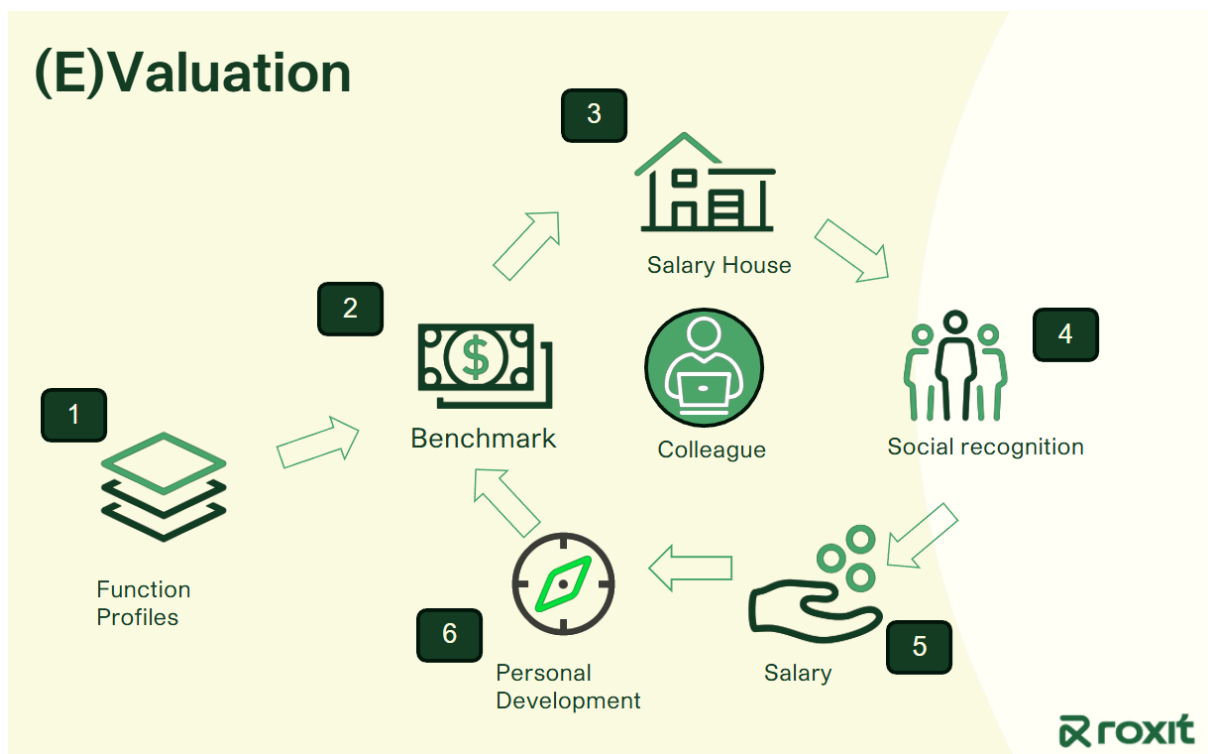 (E)Valuation
1
Function
Profiles
2
Benchmark
3
Salary House
Colleague
4
Social recognition
5
Salary
6
Personal
Development
roxit